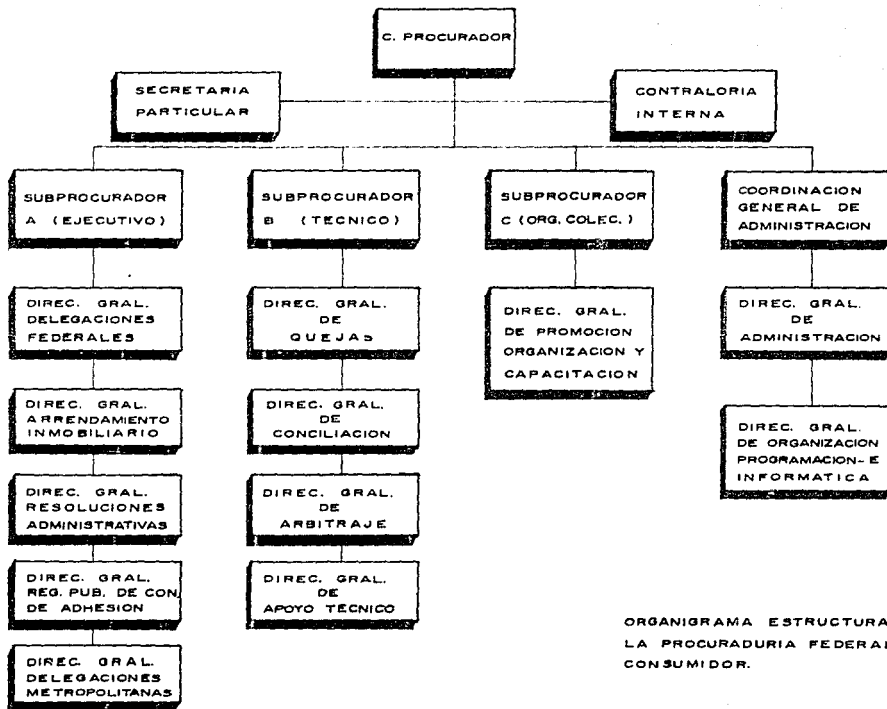 C. PROCURADOR
SECRETARIA
PARTICULAR
CONTRALORIA
INTERNA
SUBPROCURADOR
A (EJECUTIVO)
SUBPROCURADOR
B (TECNICO)
SUBPROCURADOR
C (ORG. COLEC.)
COORDINACION
GENERAL DE
ADMINISTRACION
DIREC. GRAL.
DELEGACIONES
FEDERALES
DIREC. GRAL.
DE
QUEJAS
DIREC. GRAL.
DE PROMOCION
ORGANIZACION Y
CAPACITACION
DIREC. GRAL.
DE
ADMINISTRACION
DIREC. GRAL.
ARRENDAMIENTO
INMOBILIARIO
DIREC. GRAL.
DE
CONCILIACION
DIREC. GRAL.
DE ORGANIZACION
PROGRAMACION-E
INFORMATICA
DIREC. GRAL.
RESOLUCIONES
ADMINISTRATIVAS
DIREC. GRAL.
DE
ARBITRAJE
DIREC. GRAL.
REG. PUB. DE CON.
DE ADHESION
DIREC. GRAL.
DE
APOYO TÉCNICO
DIREC. GRAL.
DELEGACIONES
METROPOLITANAS
ORGANIGRAMA ESTRUCTURA
LA PROCURADURIA FEDERAL
CONSUMIDOR.